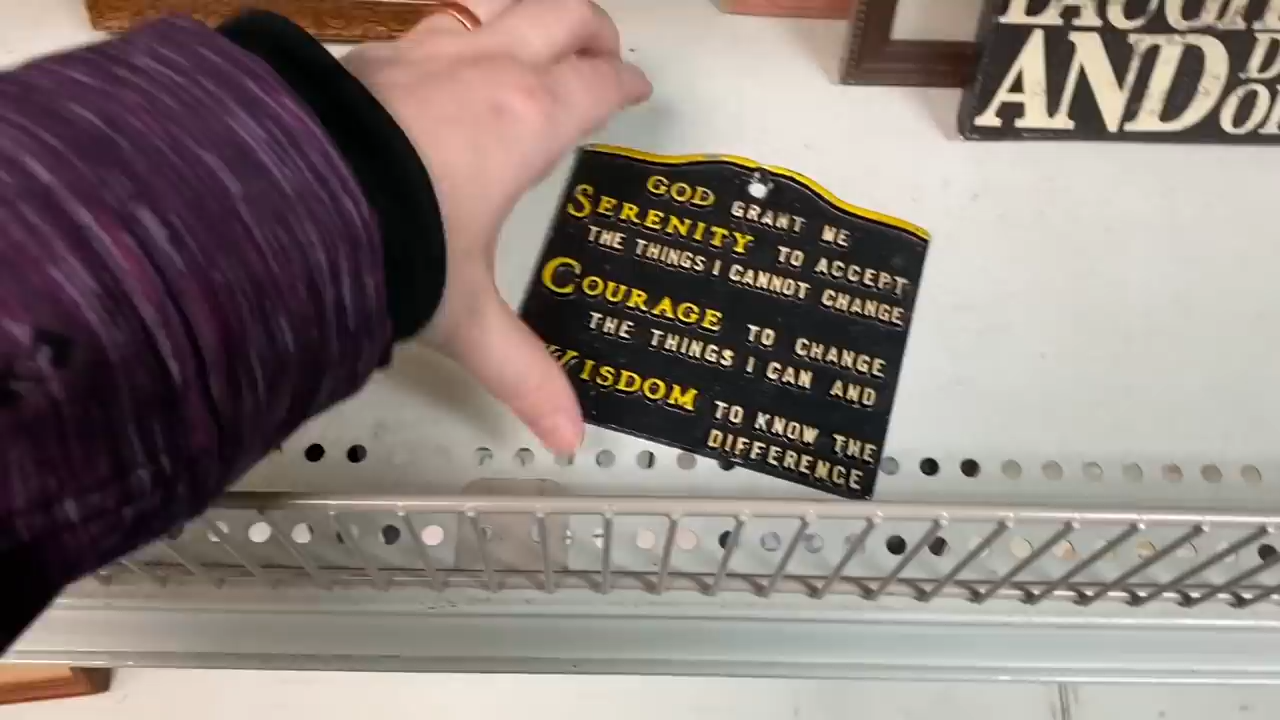 GOD GRANT ME
SERENITY TO ACCEPT
THE THINGS I CANNOT CHANGE
COURAGE TO CHANGE
THE THINGS I CAN AND
WISDOM TO KNOW THE
DIFFERENCE
AND